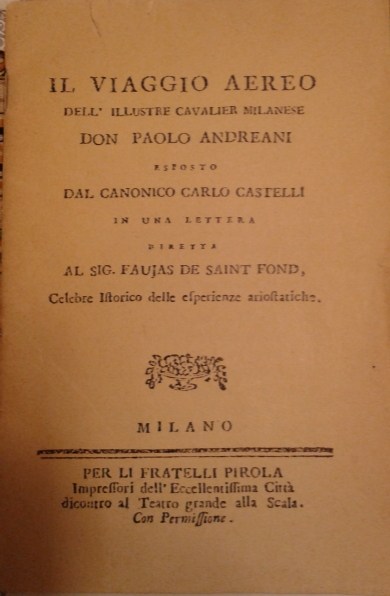 IL VIAGGIO AEREO
DELL' ILLUSTRE CAVALIER MILANESE
DON PAOLO ANDREANI
ESPOSTO
DAL CANONICO CARLO CASTELLI
IN UNA LETTERA
DIRETTA
AL SIG. FAUJAS DE SAINT FOND,
Celebre Iſtorico delle eſperienze arioſtatiche.
MILANO
PER LI FRATELLI PIROLA
Impreſſori dell' Eccellentiſſima Città
dicontro al Teatro grande alla Scala.
Con Permiſſione.